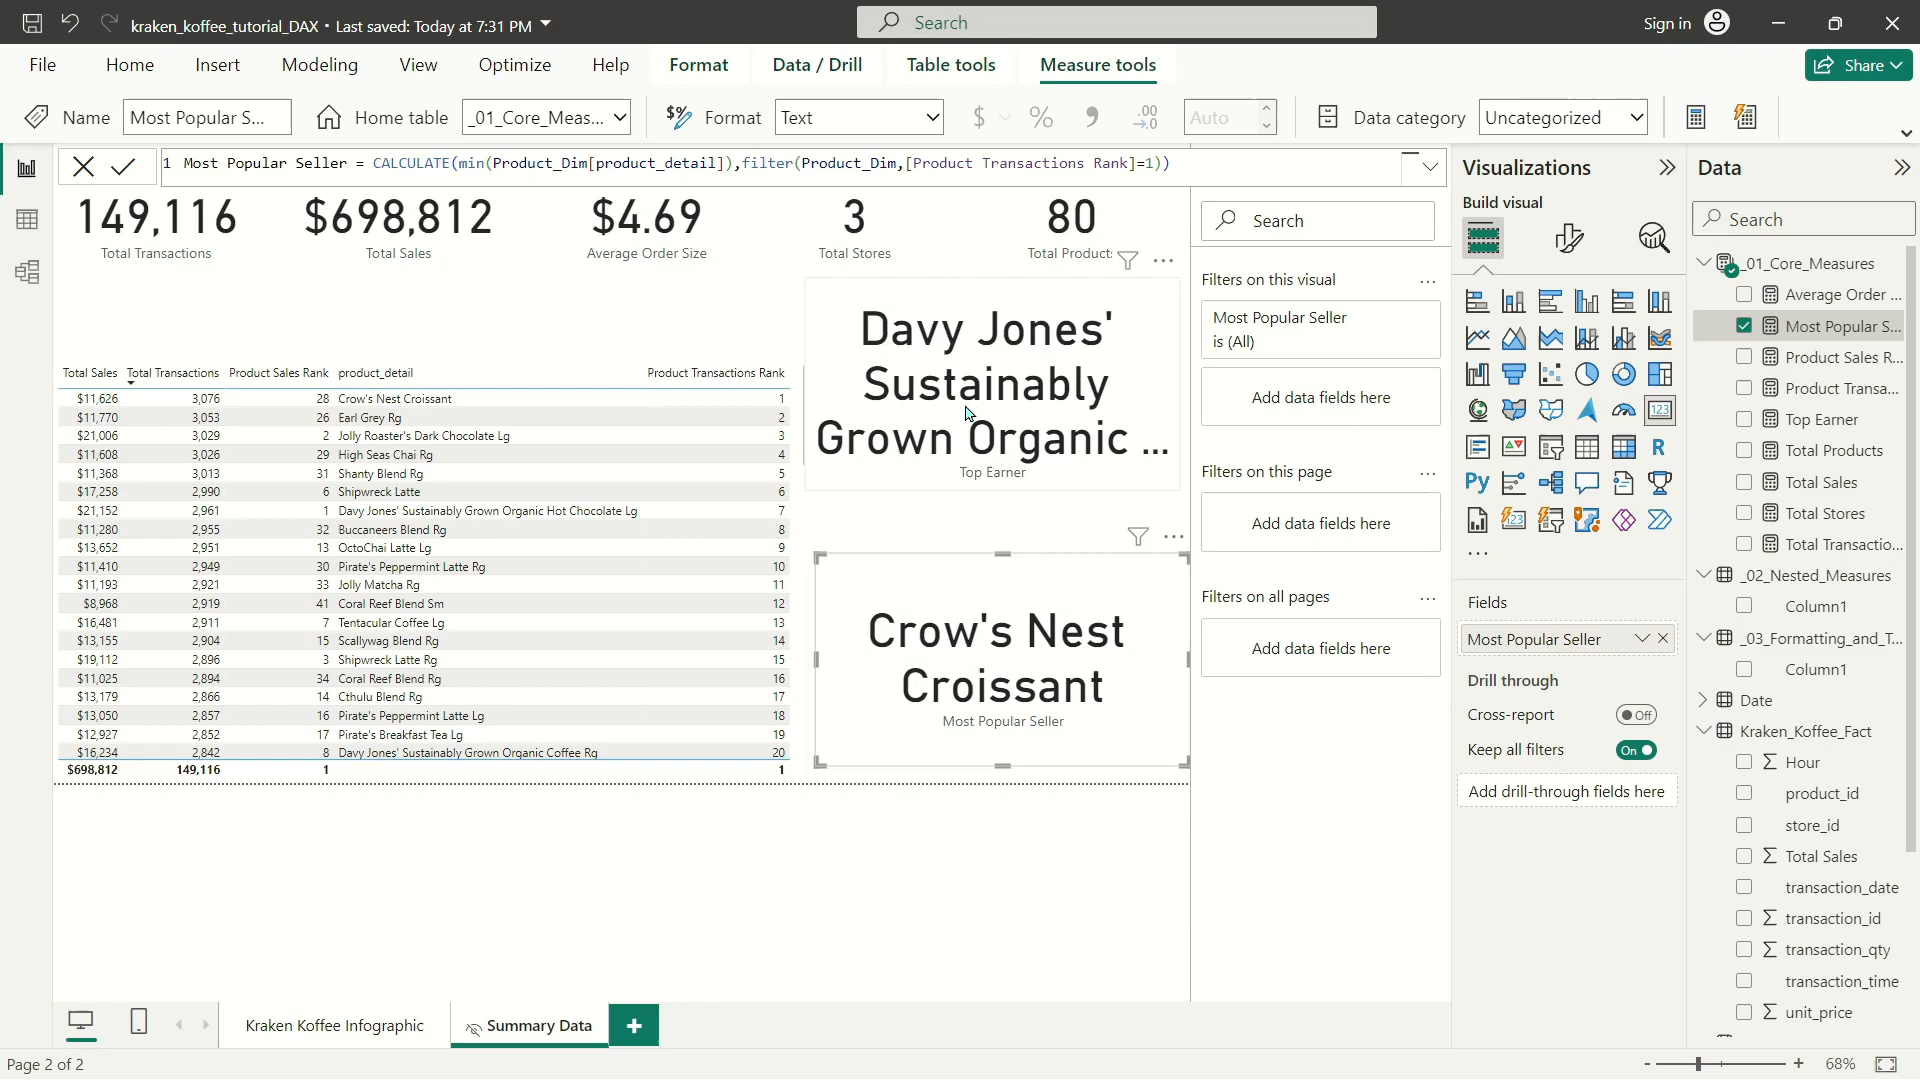 kraken_koffee_tutorial_DAX • Last saved: Today at 7:31 PM
Search
Sign in
File Home Insert Modeling View Optimize Help Format Data / Drill Table tools Measure tools
Share
Name Most Popular S... Home table _01_Core_Meas... Format Text $ % Auto Data category Uncategorized
1 Most Popular Seller = CALCULATE(min(Product_Dim[product_detail]),filter(Product_Dim,[Product Transactions Rank]=1))
149,116 $698,812 $4.69 3 80
Total Transactions Total Sales Average Order Size Total Stores Total Product:
Davy Jones'
Sustainably
Grown Organic ...
Top Earner
Total Sales Total Transactions Product Sales Rank product_detail Product Transactions Rank
$11,626 3,076 28 Crow's Nest Croissant 1
$11,770 3,053 26 Earl Grey Rg 2
$21,006 3,029 2 Jolly Roaster's Dark Chocolate Lg 3
$11,608 3,026 29 High Seas Chai Rg 4
$11,368 3,013 31 Shanty Blend Rg 5
$17,258 2,990 6 Shipwreck Latte 6
$21,152 2,961 1 Davy Jones' Sustainably Grown Organic Hot Chocolate Lg 7
$11,280 2,955 32 Buccaneers Blend Rg 8
$13,652 2,951 13 OctoChai Latte Lg 9
$11,410 2,949 30 Pirate's Peppermint Latte Rg 10
$11,193 2,921 33 Jolly Matcha Rg 11
$8,968 2,919 41 Coral Reef Blend Sm 12
$16,481 2,911 7 Tentacular Coffee Lg 13
$13,155 2,904 15 Scallywag Blend Rg 14
$19,112 2,896 3 Shipwreck Latte Rg 15
$11,025 2,894 34 Coral Reef Blend Rg 16
$13,179 2,866 14 Cthulu Blend Rg 17
$13,050 2,857 16 Pirate's Peppermint Latte Lg 18
$12,927 2,852 17 Pirate's Breakfast Tea Lg 19
$16,234 2,842 8 Davy Jones' Sustainably Grown Organic Coffee Rg 20
$698,812 149,116 1 1
Crow's Nest
Croissant
Most Popular Seller
Search
Filters on this visual ...
Most Popular Seller
is (All)
Add data fields here
Filters on this page ...
Add data fields here
Filters on all pages ...
Add data fields here
Visualizations
Build visual
123
R
Py
123
...
Fields
Most Popular Seller
Drill through
Cross-report Off
Keep all filters On
Add drill-through fields here
Data
Search
_01_Core_Measures
Average Order ...
Most Popular S...
Product Sales R...
Product Transa...
Top Earner
Total Products
Total Sales
Total Stores
Total Transactio...
_02_Nested_Measures
Column1
_03_Formatting_and_T...
Column1
Date
Kraken_Koffee_Fact
Hour
product_id
store_id
Total Sales
transaction_date
transaction_id
transaction_qty
transaction_time
unit_price
Kraken Koffee Infographic Summary Data +
Page 2 of 2
- + 68%